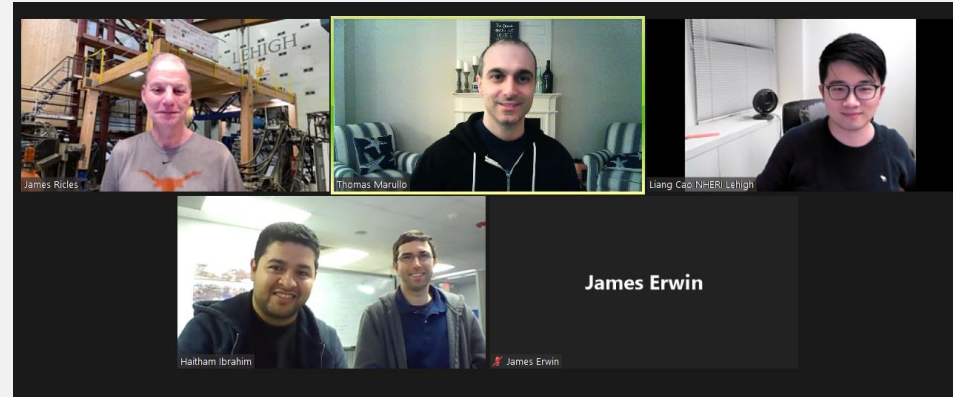 LEHIGH
James Ricles
Thomas Marullo
Liang Cao NHERI Lehigh
Haitham Ibrahim
James Erwin
James Erwin